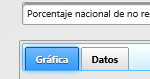 Porcentaje nacional de no re
Gráfica
Datos